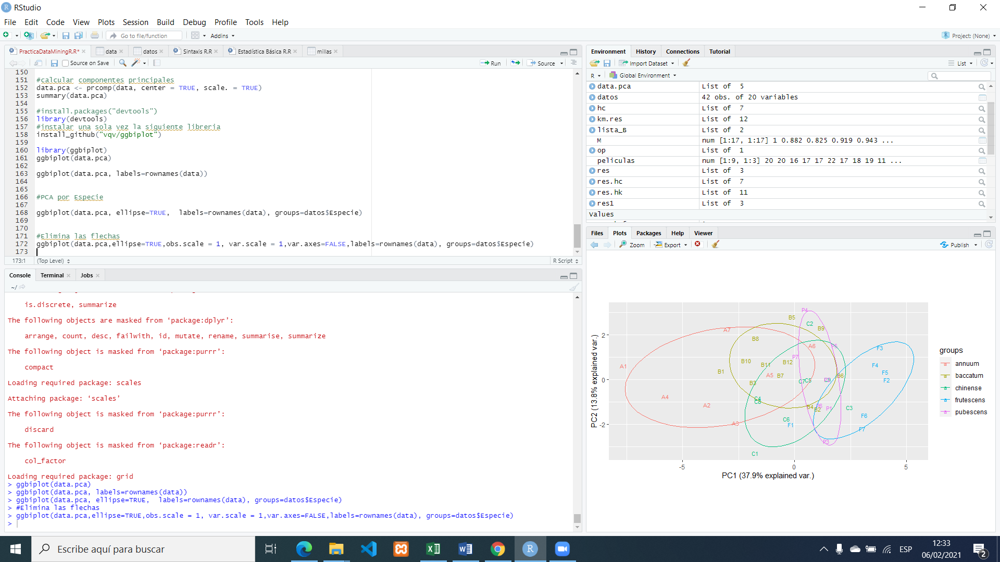 RStudio
File Edit Code View Plots Session Build Debug Profile Tools Help
Go to file/function Addins Project: (None)
PracticaDataMiningR.R* data datos Sintaxis R.R Estadística Básica R.R millas
Source on Save Run Source
150
151 #calcular componentes principales
152 data.pca <- prcomp(data, center = TRUE, scale. = TRUE)
153 summary(data.pca)
154
155 #install.packages("devtools")
156 library(devtools)
157 #instalar una sola vez la siguiente libreria
158 install_github("vqv/ggbiplot")
159
160 library(ggbiplot)
161 ggbiplot(data.pca)
162
163 ggbiplot(data.pca, labels=rownames(data))
164
165
166 #PCA por Especie
167
168 ggbiplot(data.pca, ellipse=TRUE,  labels=rownames(data), groups=datos$Especie)
169
170
171 #Elimina las flechas
172 ggbiplot(data.pca,ellipse=TRUE,obs.scale = 1, var.scale = 1,var.axes=FALSE,labels=rownames(data), groups=datos$Especie)
173
173:1 (Top Level) R Script
Console Terminal Jobs
~/
is.discrete, summarize
The following objects are masked from ‘package:dplyr’:
arrange, count, desc, failwith, id, mutate, rename, summarise, summarize
The following object is masked from ‘package:purrr’:
compact
Loading required package: scales
Attaching package: ‘scales’
The following object is masked from ‘package:purrr’:
discard
The following object is masked from ‘package:readr’:
col_factor
Loading required package: grid
> ggbiplot(data.pca)
> ggbiplot(data.pca, labels=rownames(data))
> ggbiplot(data.pca, ellipse=TRUE,  labels=rownames(data), groups=datos$Especie)
> #Elimina las flechas
> ggbiplot(data.pca,ellipse=TRUE,obs.scale = 1, var.scale = 1,var.axes=FALSE,labels=rownames(data), groups=datos$Especie)
>
Environment History Connections Tutorial
Import Dataset List
R Global Environment
data.pca List of 5
datos 42 obs. of 20 variables
hc List of 7
km.res List of 12
lista_B List of 2
M num [1:17, 1:17] 1 0.882 0.825 0.919 0.943 ...
op List of 1
peliculas num [1:9, 1:3] 20 20 16 17 17 22 17 18 19 11 ...
res List of 3
res.hc List of 7
res.hk List of 11
res1 List of 3
Values
Files Plots Packages Help Viewer
Zoom Export Publish
PC2 (13.8% explained var.)
2
0
-2
P4
B5
C2
B9
A7
B8
A6
P5
F3
P7
B10
B11
B12
A1
F4
B1
A5
B7
B6
F5
B3
C7
F2
A4
C4
C8
A2
B4
P6
B2
P1
C3
C6
F6
A3
F1
F7
P3
C1
-5 0 5
PC1 (37.9% explained var.)
groups
a annuum
a baccatum
a chinense
a frutescens
a pubescens
Escribe aquí para buscar
ESP
12:33
06/02/2021
2